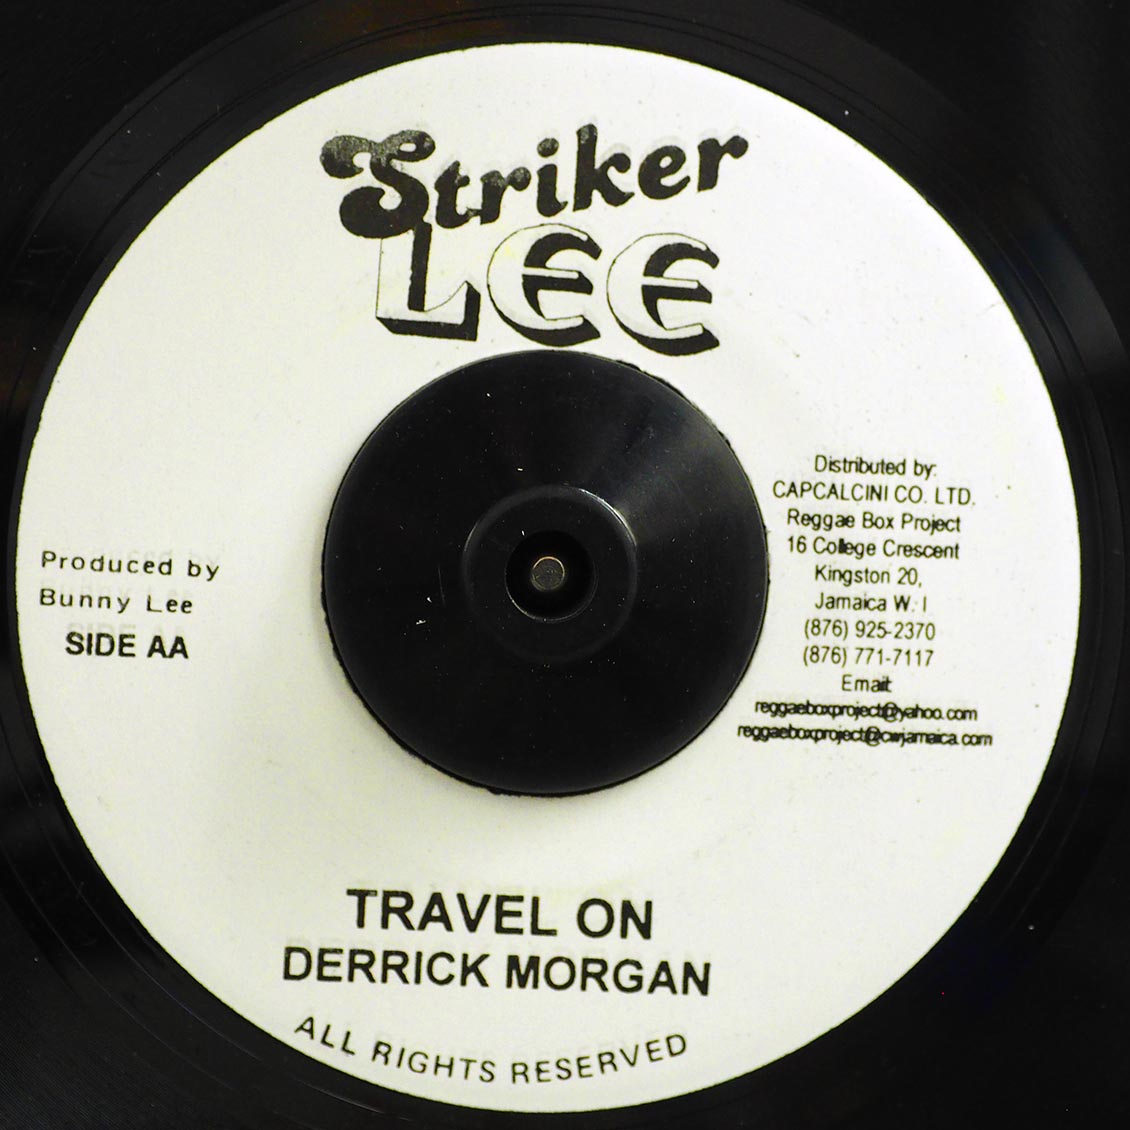 Striker
LEE
Produced by
Bunny Lee
SIDE AA
Distributed by:
CAPCALCINI CO. LTD.
Reggae Box Project
16 College Crescent
Kingston 20,
Jamaica W. I
(876) 925-2370
(876) 771-7117
Email:
reggaeboxproject@yahoo.com
reggaeboxproject@cwjamaica.com
TRAVEL ON
DERRICK MORGAN
ALL RIGHTS RESERVED